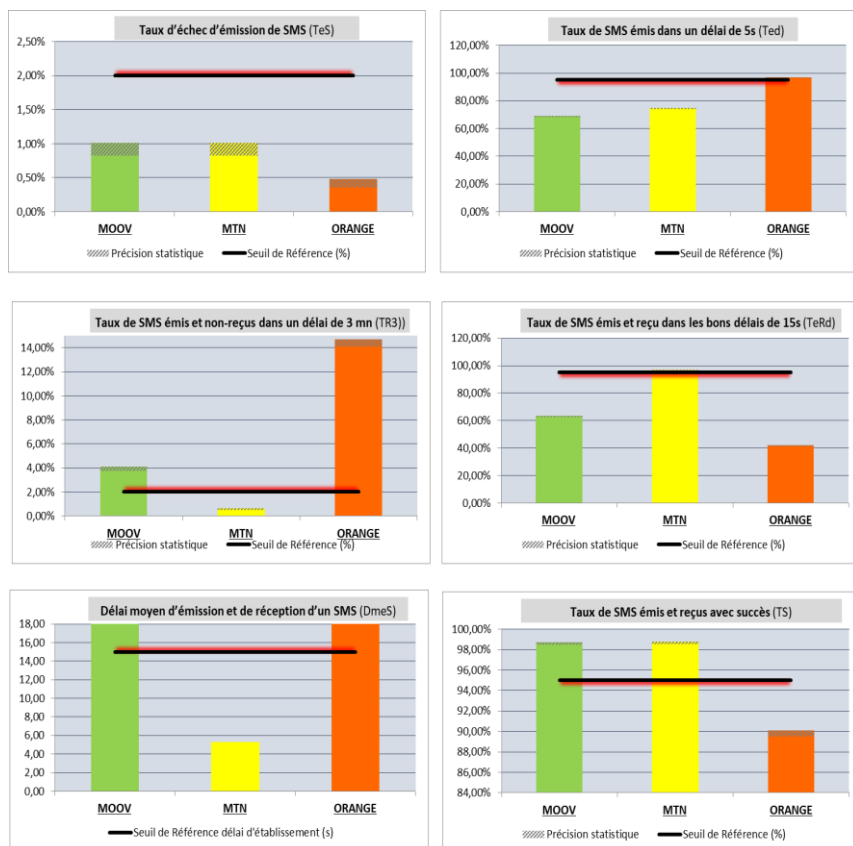 Taux d'échec d'émission de SMS (TeS)
2,50%
2,00%
1,50%
1,00%
0,50%
0,00%
MOOV MTN ORANGE
Précision statistique Seuil de Référence (%)
Taux de SMS émis dans un délai de 5s (Ted)
120,00%
100,00%
80,00%
60,00%
40,00%
20,00%
0,00%
MOOV MTN ORANGE
Précision statistique Seuil de Référence (%)
Taux de SMS émis et non-reçus dans un délai de 3 mn (TR3))
14,00%
12,00%
10,00%
8,00%
6,00%
4,00%
2,00%
0,00%
MOOV MTN ORANGE
Précision statistique Seuil de Référence (%)
Taux de SMS émis et reçu dans les bons délais de 15s (TeRd)
120,00%
100,00%
80,00%
60,00%
40,00%
20,00%
0,00%
MOOV MTN ORANGE
Précision statistique Seuil de Référence (%)
Délai moyen d'émission et de réception d'un SMS (DmeS)
18,00
16,00
14,00
12,00
10,00
8,00
6,00
4,00
2,00
0,00
MOOV MTN ORANGE
Seuil de Référence délai d'établissement (s)
Taux de SMS émis et reçus avec succès (TS)
100,00%
98,00%
96,00%
94,00%
92,00%
90,00%
88,00%
86,00%
84,00%
MOOV MTN ORANGE
Précision statistique Seuil de Référence (%)